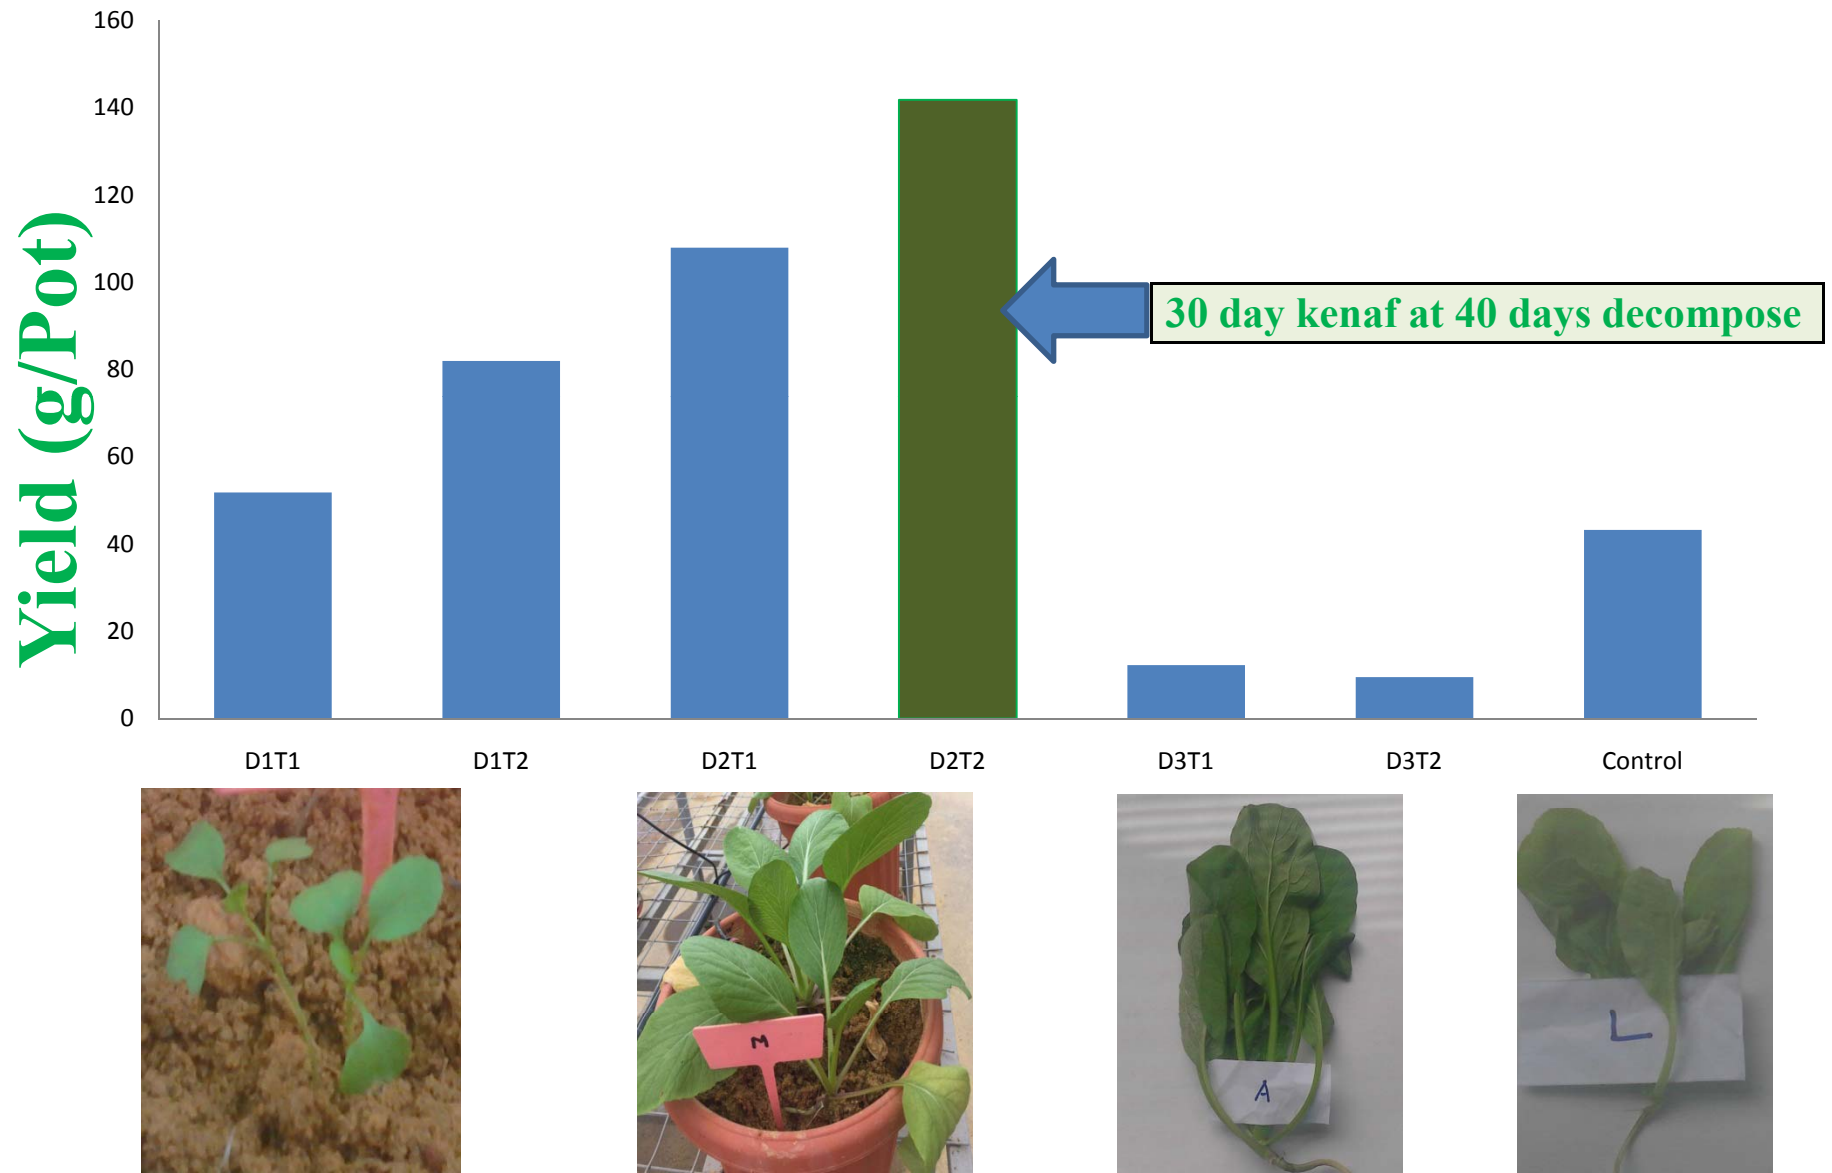 160
140
120
100
80
60
40
20
0
Yield (g/Pot)
30 day kenaf at 40 days decompose
D1T1 D1T2 D2T1 D2T2 D3T1 D3T2 Control
M
A
L